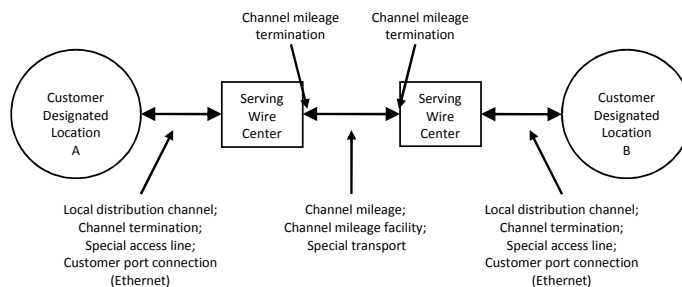 Channel mileage
termination
Channel mileage
termination
Customer
Designated
Location
A
Serving
Wire
Center
Serving
Wire
Center
Customer
Designated
Location
B
Local distribution channel;
Channel termination;
Special access line;
Customer port connection
(Ethernet)
Channel mileage;
Channel mileage facility;
Special transport
Local distribution channel;
Channel termination;
Special access line;
Customer port connection
(Ethernet)